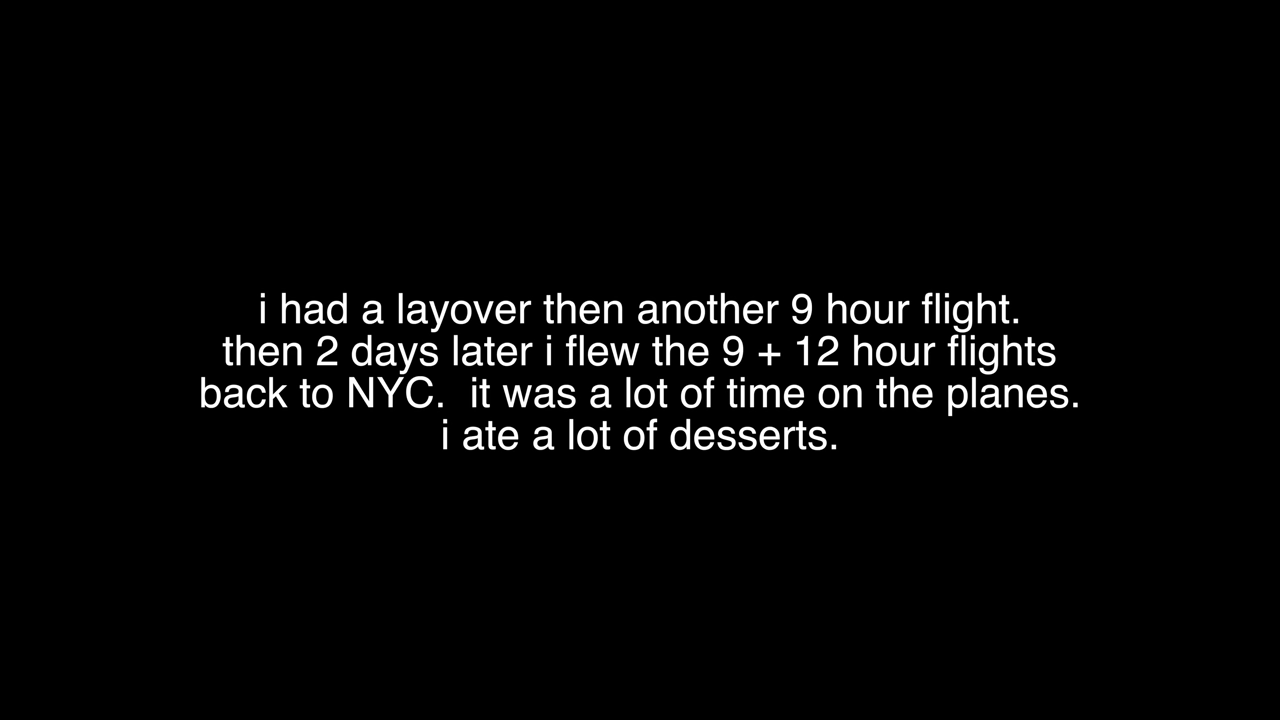 i had a layover then another 9 hour flight.
then 2 days later i flew the 9 + 12 hour flights
back to NYC.  it was a lot of time on the planes.
i ate a lot of desserts.